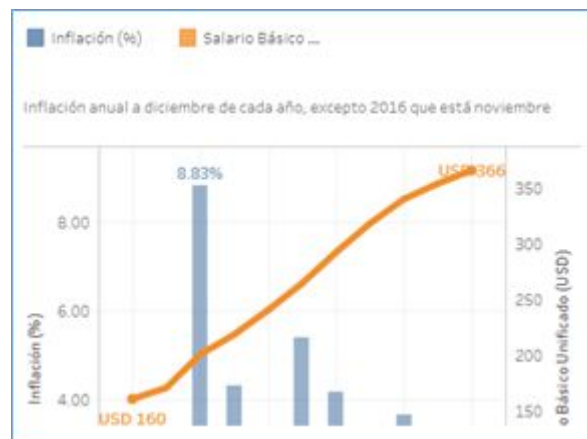 Inflación (%) Salario Básico ...
Inflación anual a diciembre de cada año, excepto 2016 que está noviembre
8.83%
USD 366
8.00
6.00
4.00
Inflación (%)
USD 160
350
300
250
200
150
o Básico Unificado (USD)